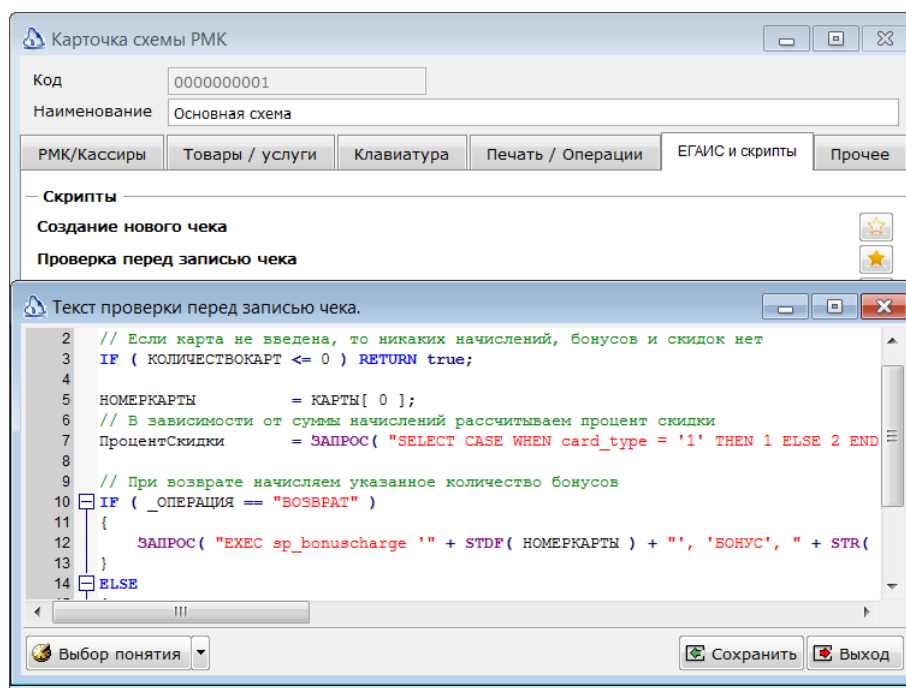 Карточка схемы РМК
Код 0000000001
Наименование Основная схема
РМК/Кассиры Товары / услуги Клавиатура Печать / Операции ЕГАИС и скрипты Прочее
Скрипты
Создание нового чека
Проверка перед записью чека
Текст проверки перед записью чека.
2 // Если карта не введена, то никаких начислений, бонусов и скидок нет
3 IF ( КОЛИЧЕСТВОКАРТ <= 0 ) RETURN true;
4
5 НОМЕРКАРТЫ = КАРТЫ[ 0 ];
6 // В зависимости от суммы начислений рассчитываем процент скидки
7 ПроцентСкидки = ЗАПРОС( "SELECT CASE WHEN card_type = '1' THEN 1 ELSE 2 END
8
9 // При возврате начисляем указанное количество бонусов
10 IF ( _ОПЕРАЦИЯ == "ВОЗВРАТ" )
11 {
12 ЗАПРОС( "EXEC sp_bonuscharge '" + STDF( НОМЕРКАРТЫ ) + "', 'БОНУС', " + STR(
13 }
14 ELSE
Выбор понятия Сохранить Выход